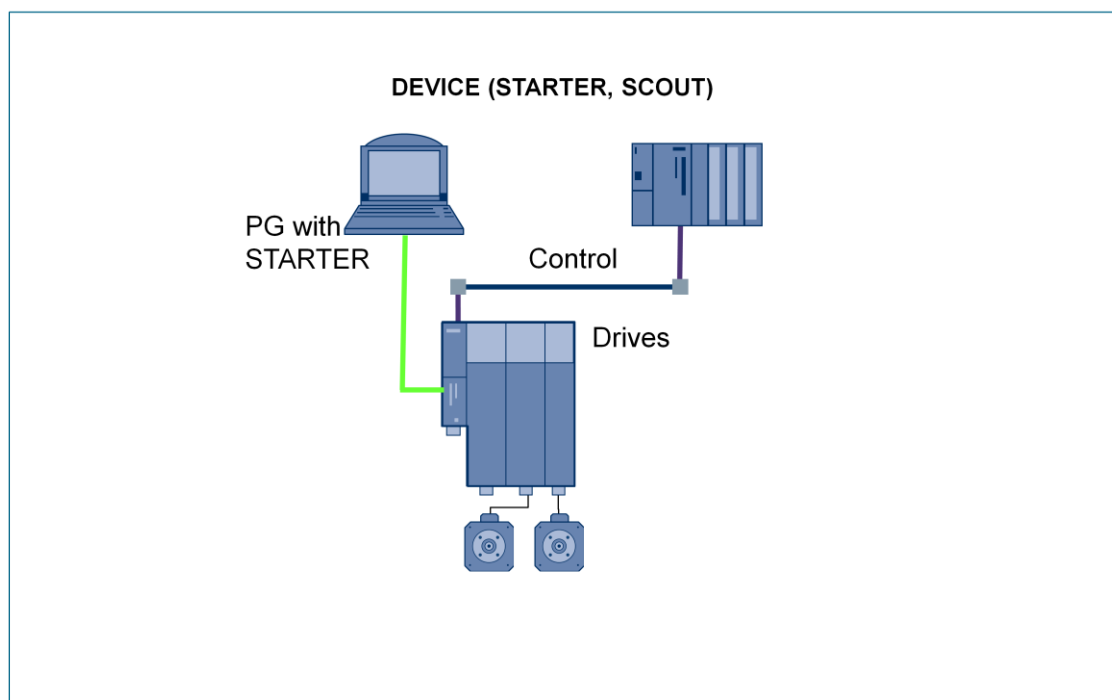 DEVICE (STARTER, SCOUT)
PG with
STARTER
Control
Drives